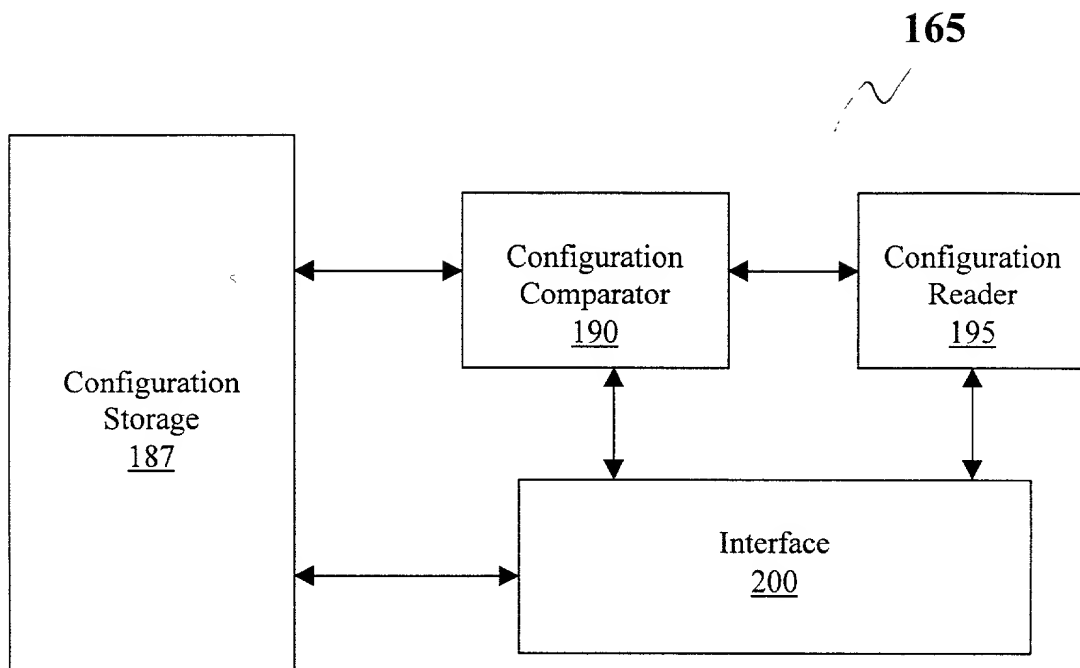 165
Configuration
Storage
187
Configuration
Comparator
190
Configuration
Reader
195
Interface
200